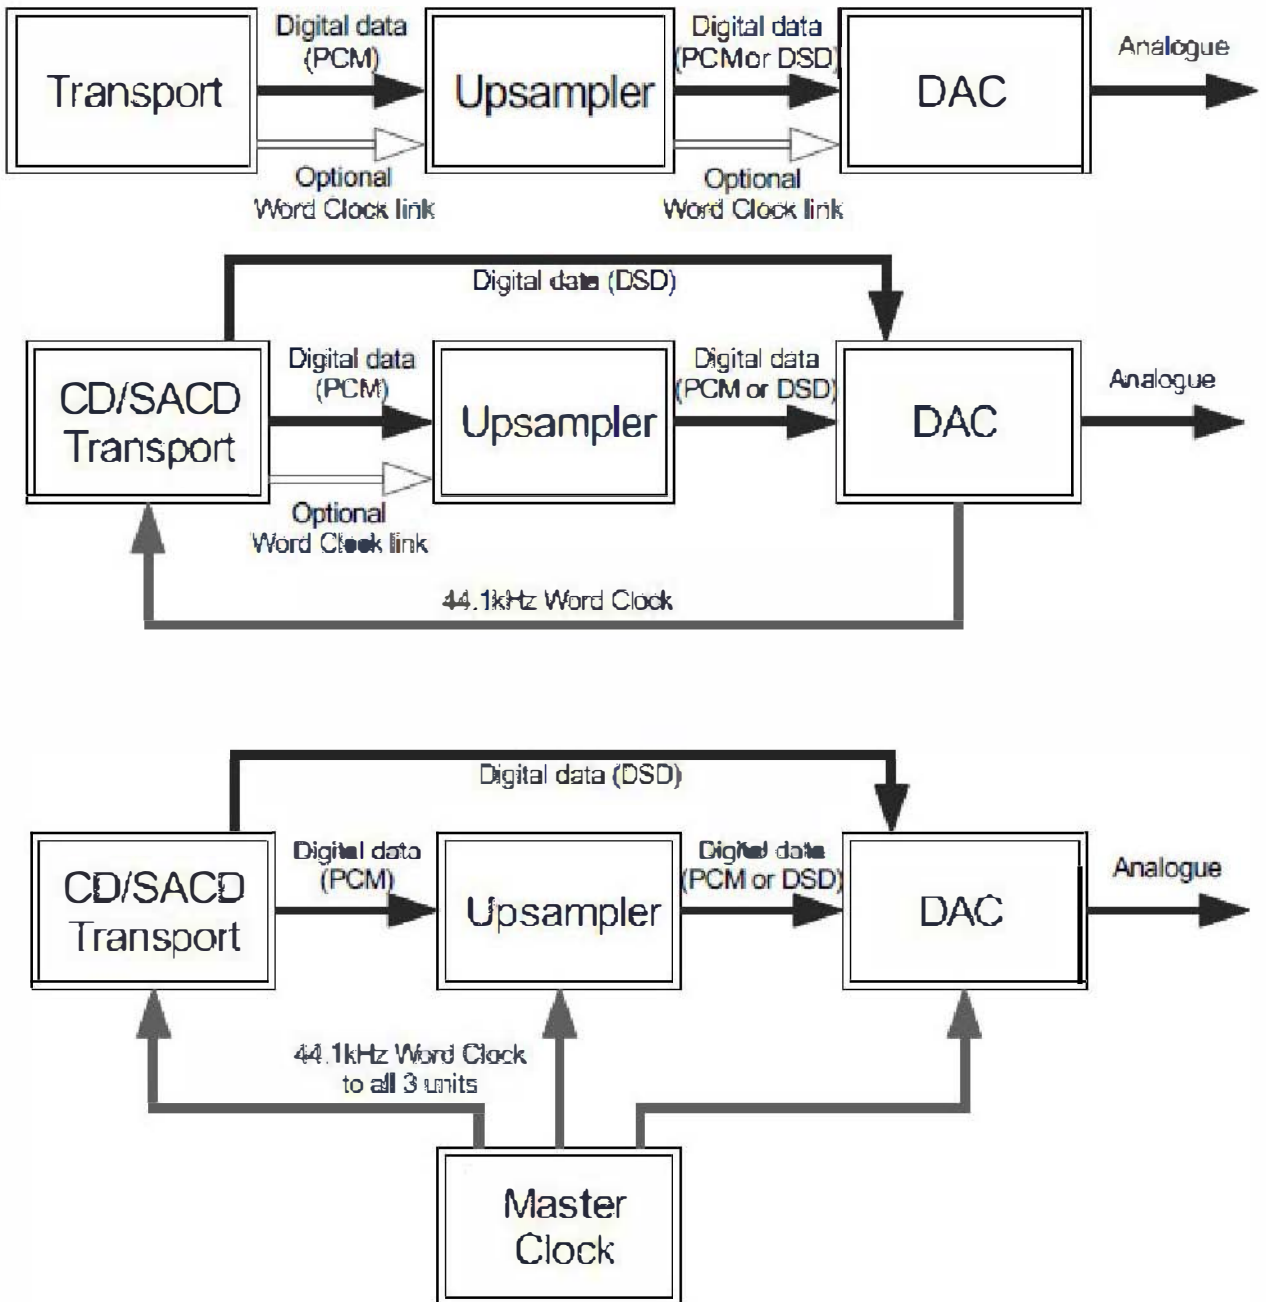 Digital data
(PCM)
Digital data
(PCM or DSD)
Analogue
Transport
Upsampler
DAC
Optional
Word Clock link
Optional
Word Clock link
Digital data (DSD)
Digital data
(PCM)
Digital data
(PCM or DSD)
Analogue
CD/SACD
Transport
Upsampler
DAC
Optional
Word Clock link
44.1kHz Word Clock
Digital data (DSD)
Digital data
(PCM)
Digital data
(PCM or DSD)
Analogue
CD/SACD
Transport
Upsampler
DAC
44.1kHz Word Clock
to all 3 units
Master
Clock